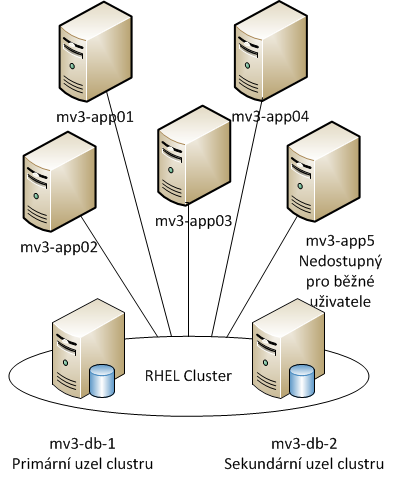 mv3-app01
mv3-app04
mv3-app03
mv3-app02
mv3-app5
Nedostupný
pro běžné
uživatele
RHEL Cluster
mv3-db-1
Primární uzel clustru
mv3-db-2
Sekundární uzel clustru